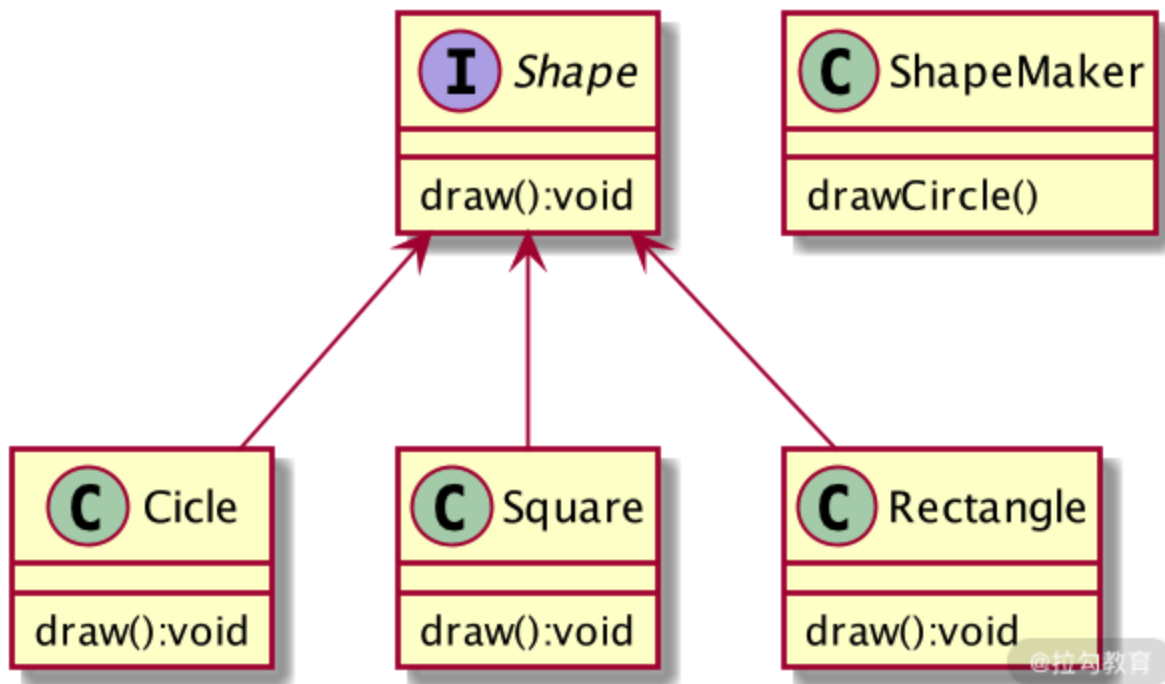 I Shape
draw():void
C ShapeMaker
drawCircle()
C Cicle
draw():void
C Square
draw():void
C Rectangle
draw():void
@拉勾教育